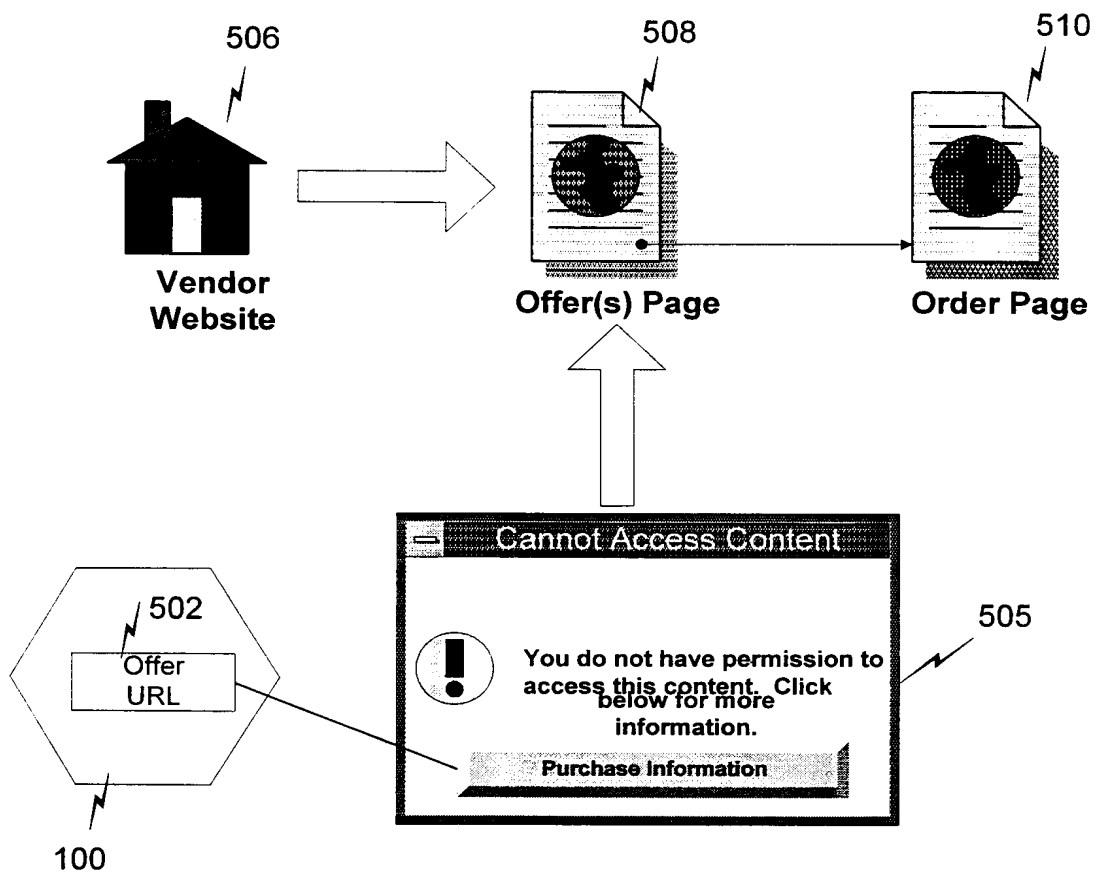 506
508
510
Vendor
Website
Offer(s) Page
Order Page
Cannot Access Content
502
Offer
URL
505
You do not have permission to
access this content. Click
below for more
information.
Purchase Information
100